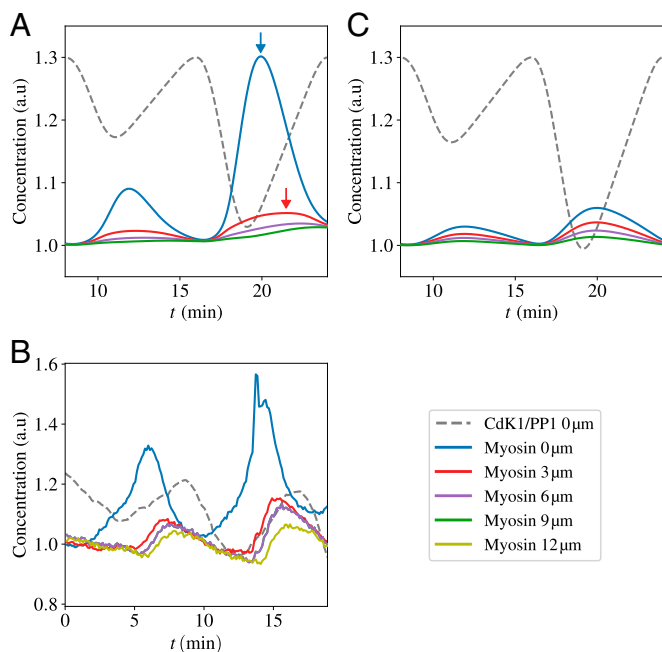 A
Concentration (a.u)
1.3
1.2
1.1
1.0
10
15
20
t (min)
C
Concentration (a.u)
1.3
1.2
1.1
1.0
10
15
20
t (min)
B
Concentration (a.u)
1.6
1.4
1.2
1.0
0.8
0
5
10
15
t (min)
CdK1/PP1 0μm
Myosin 0μm
Myosin 3μm
Myosin 6μm
Myosin 9μm
Myosin 12μm